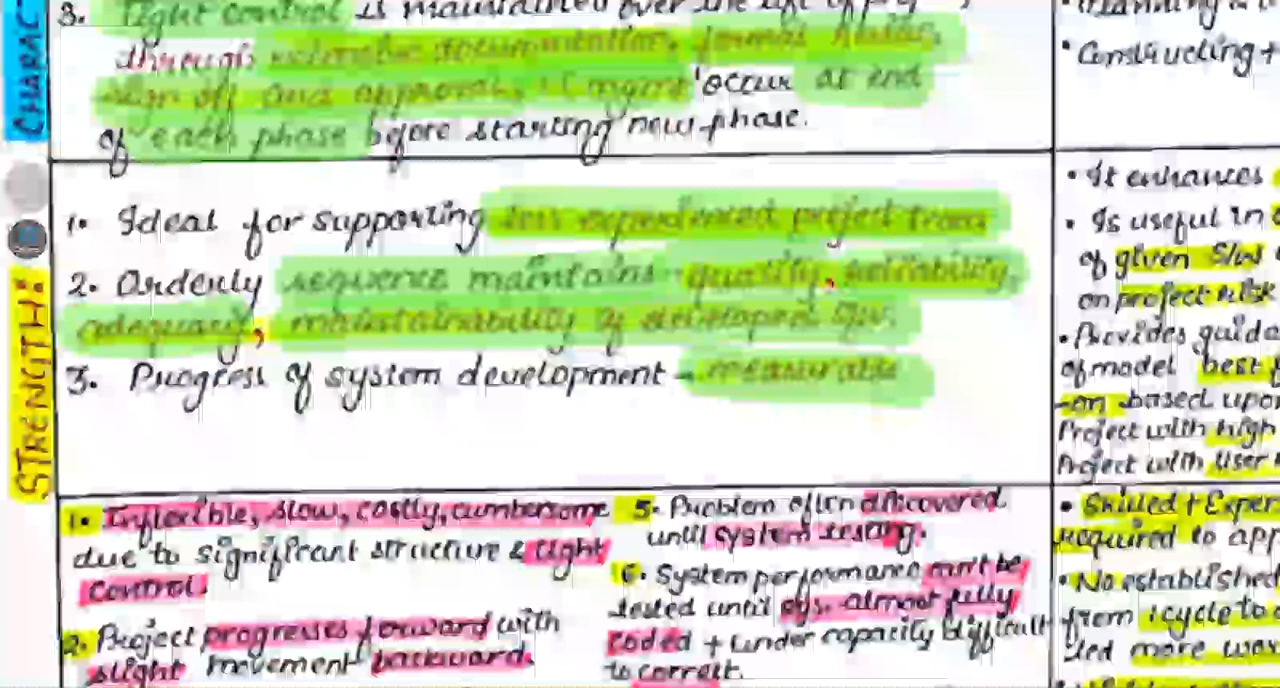 CHARACT
3. Tight control is maintained over the life of
through extensive documentation, formal
sign off and approval, IT mgmt occur at end
of each phase before starting new phase.
STRENGTH:
1. Ideal for supporting less experienced project team
2. Orderly sequence maintains quality, reliability,
adequacy, maintainability of developed
3. Progress of system development - measurable
1. Inflexible, slow, costly, cumbersome
due to significant structure & tight
control.
2. Project progresses forward with
slight movement backward.
5. Problem often discovered
until system testing.
6. System performance can't be
tested until sys. almost fully
coded + under capacity difficult
to correct.
• Constructing +
• It enhances
• Is useful in
of given S/W
on project risk
• Provides guida
of model best f
-on based upon
Project with high
Project with user
• Skilled + Exper
required to app
• No established
from 1 cycle to
ded more wor